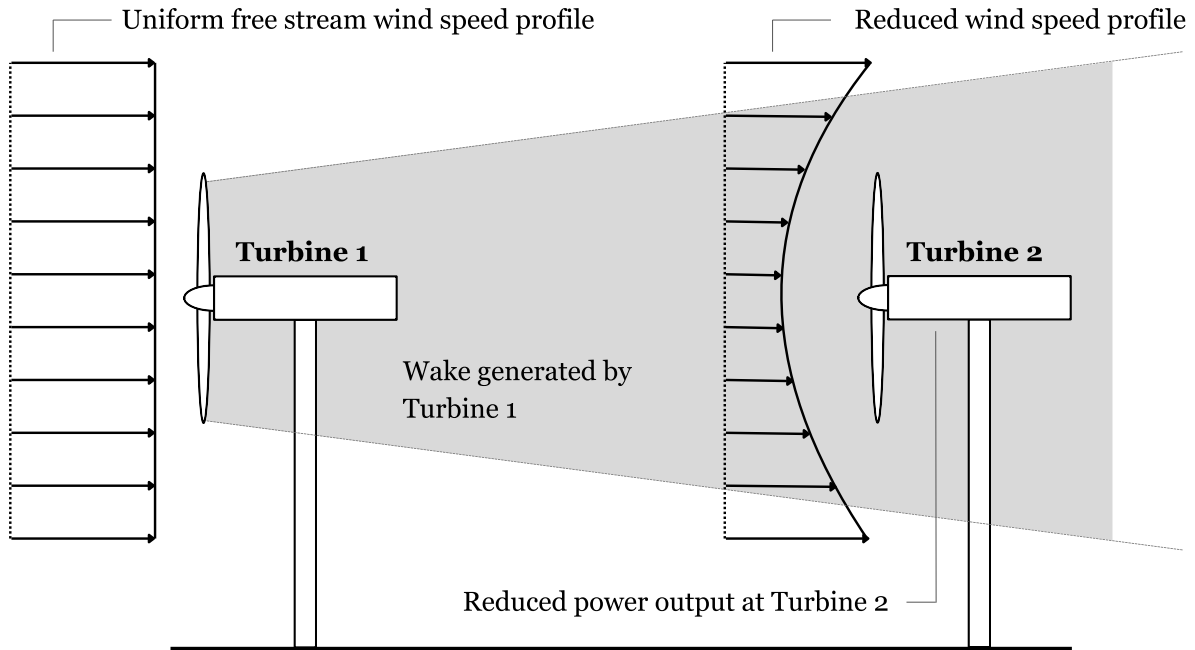 Uniform free stream wind speed profile
Reduced wind speed profile
Turbine 1
Turbine 2
Wake generated by
Turbine 1
Reduced power output at Turbine 2